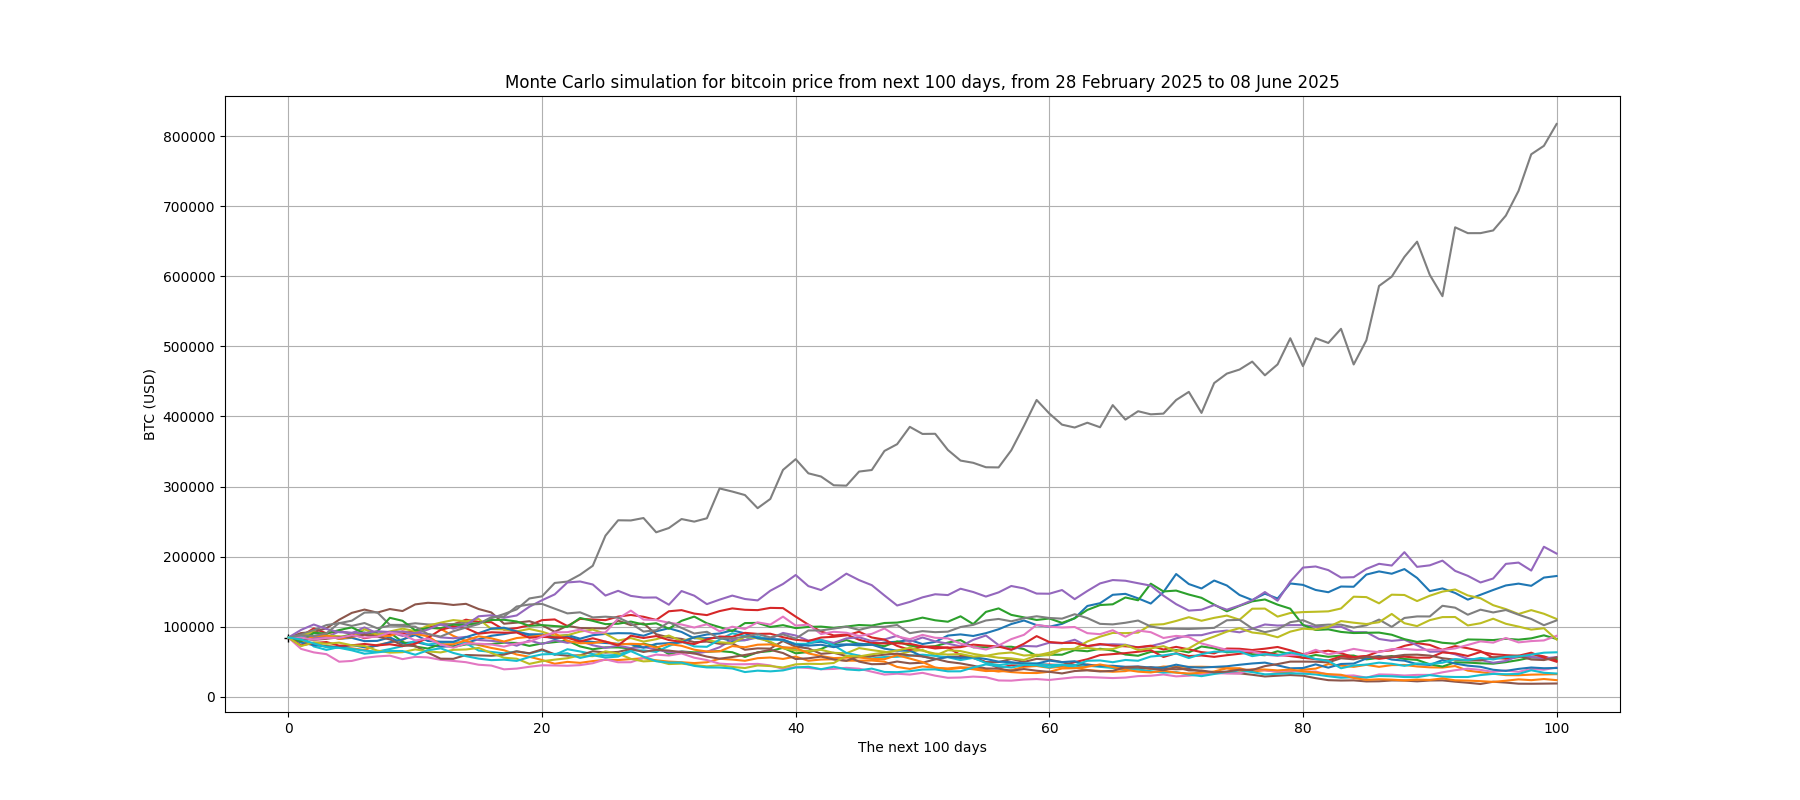 Monte Carlo simulation for bitcoin price from next 100 days, from 28 February 2025 to 08 June 2025
800000
700000
600000
500000
400000
300000
200000
100000
0
BTC (USD)
0 20 40 60 80 100
The next 100 days